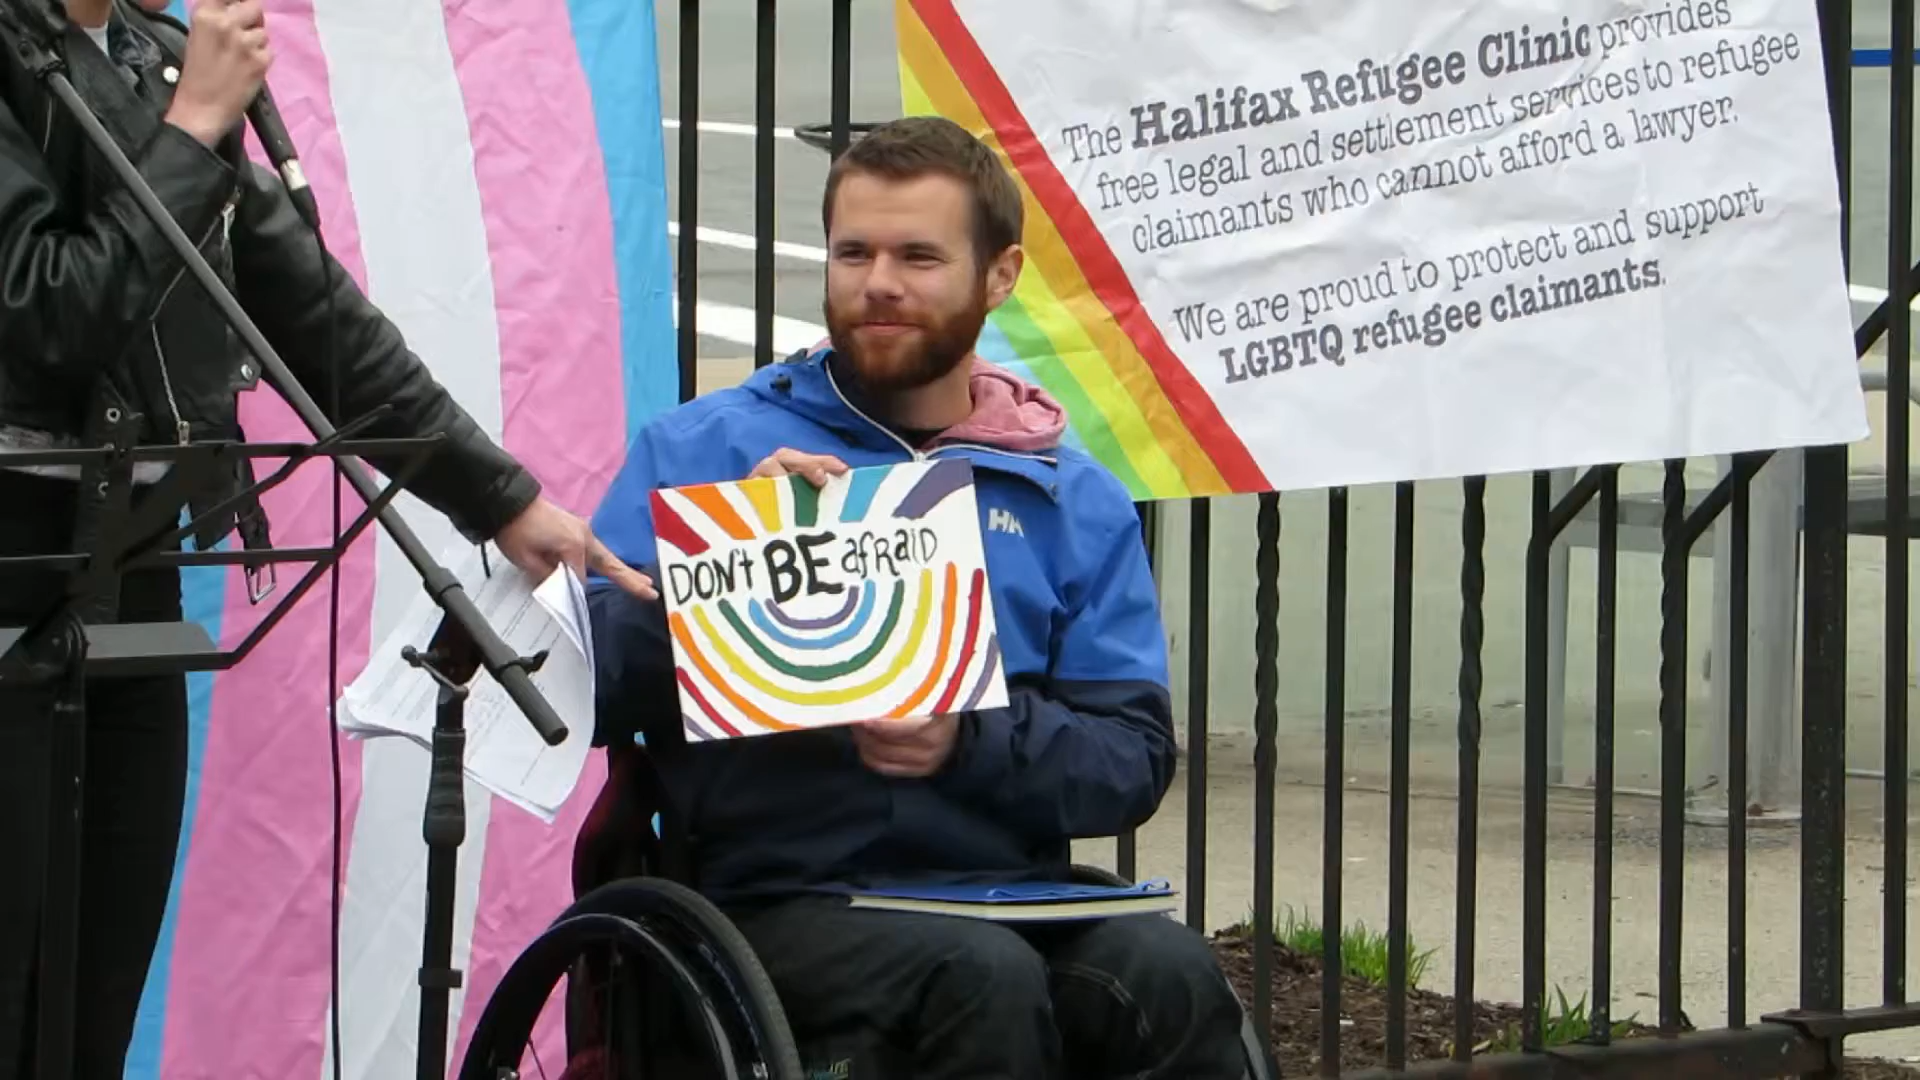 The Halifax Refugee Clinic provides
free legal and settlement services to refugee
claimants who cannot afford a lawyer.
We are proud to protect and support
LGBTQ refugee claimants.
HH
DON't BE afRaiD